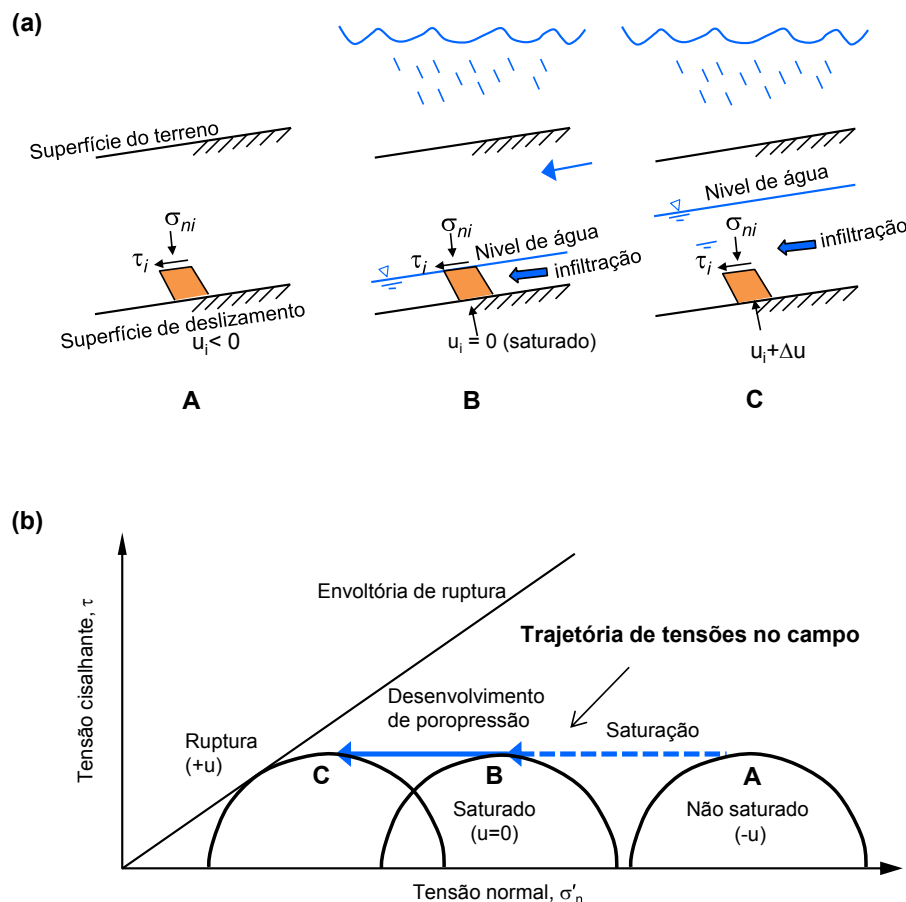 (a)
Superfície do terreno
σni
τi
Superfície de deslizamento
ui< 0
A
σni
τi
Nivel de água
infiltração
ui = 0 (saturado)
B
Nivel de água
σni
τi
infiltração
ui+Δu
C
(b)
Tensão cisalhante, τ
Envoltória de ruptura
Trajetória de tensões no campo
Desenvolvimento
de poropressão
Saturação
Ruptura
(+u)
C
B
A
Saturado
(u=0)
Não saturado
(-u)
Tensão normal, σ′n